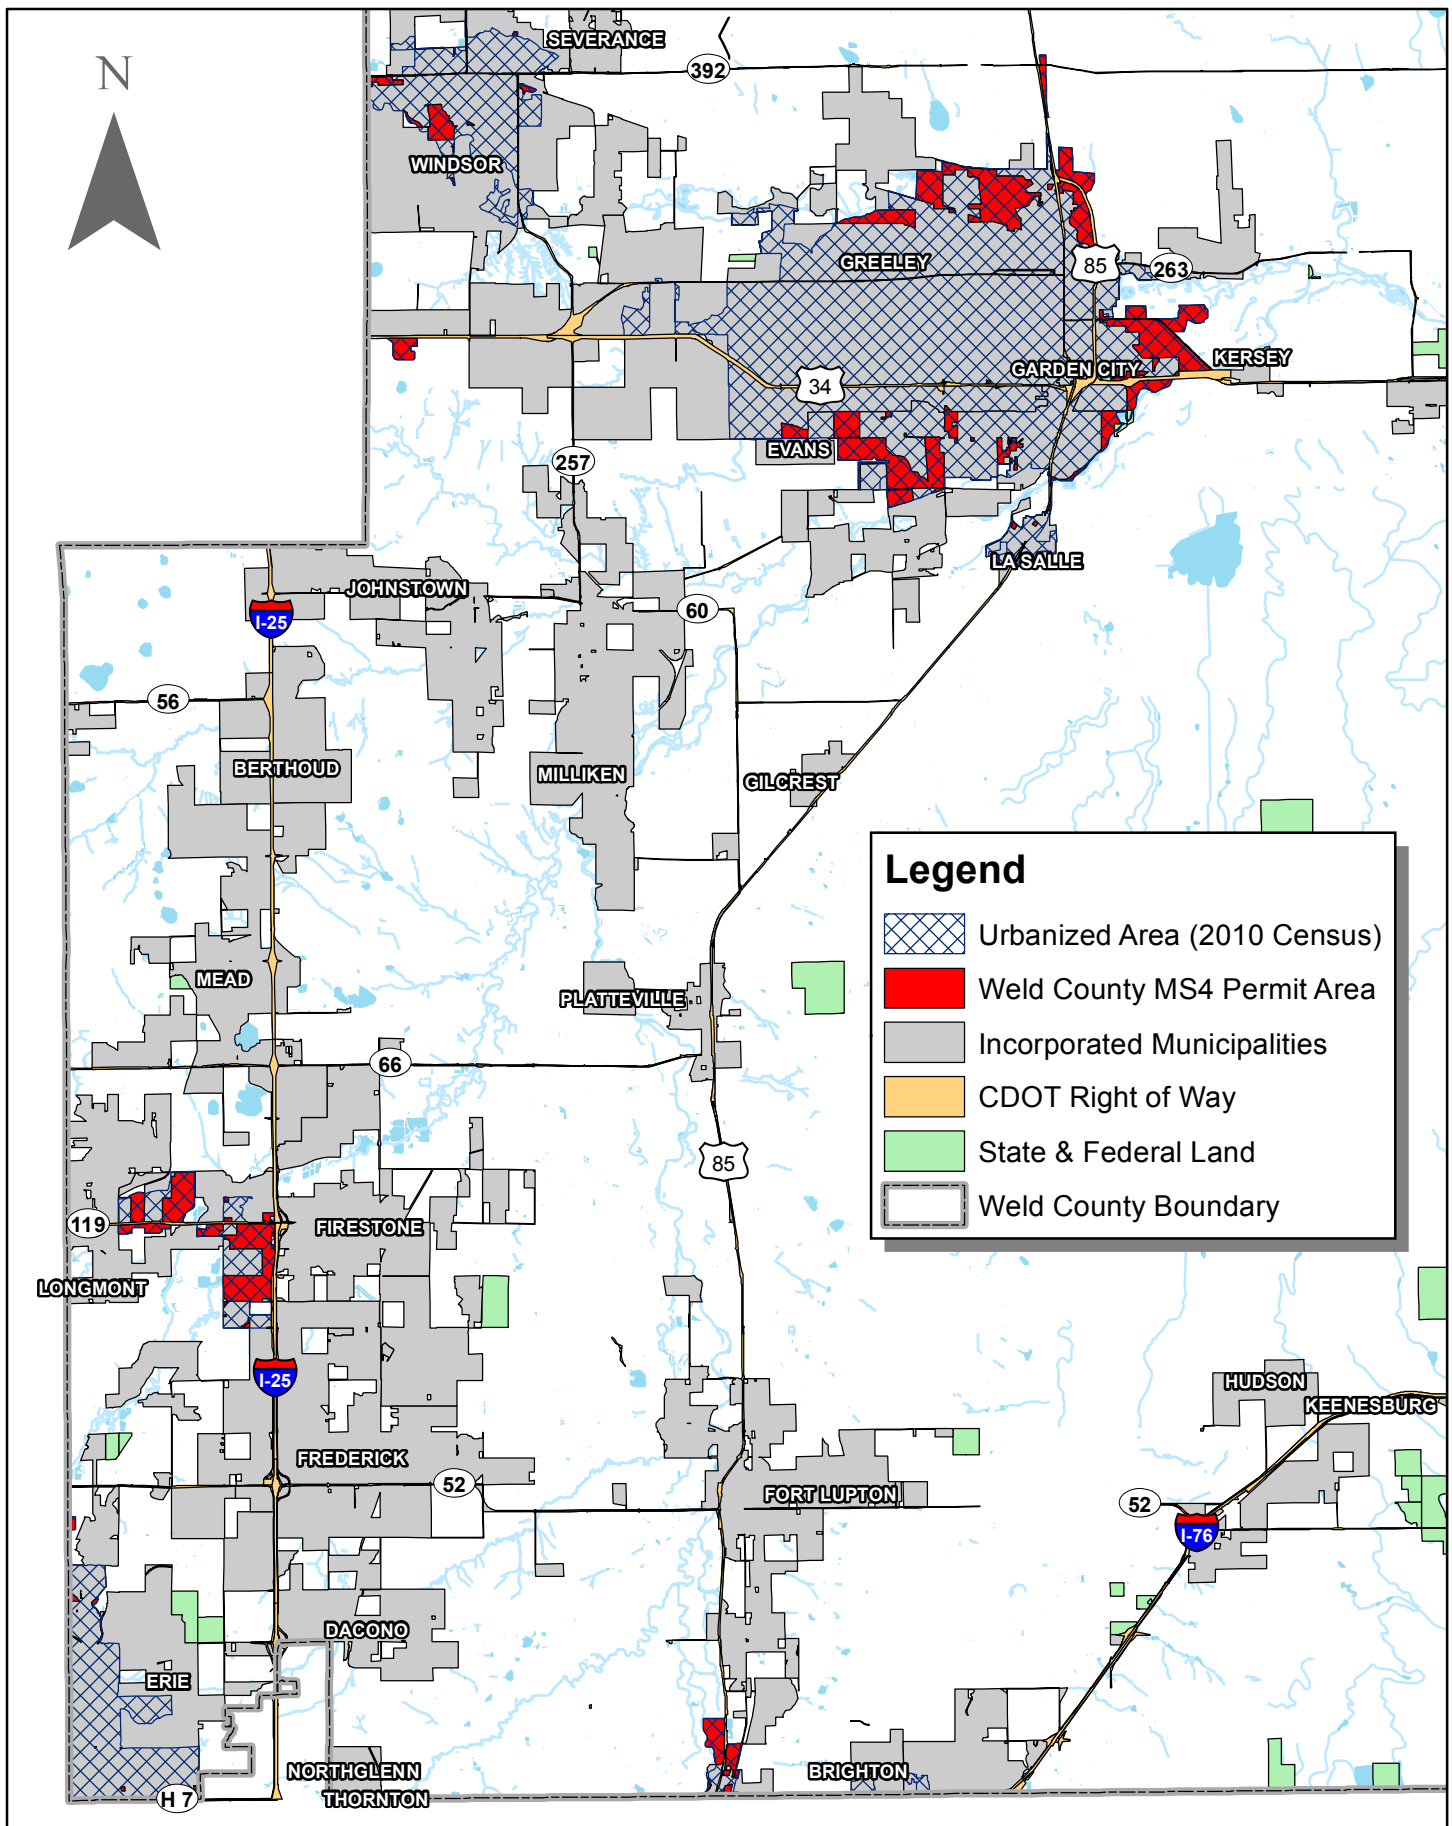 SEVERANCE
N
392
WINDSOR
GREELEY
85
263
GARDEN CITY
KERSEY
34
EVANS
257
LA SALLE
JOHNSTOWN
60
I-25
56
BERTHOUD
MILLIKEN
GILCREST
Legend
Urbanized Area (2010 Census)
Weld County MS4 Permit Area
Incorporated Municipalities
CDOT Right of Way
State & Federal Land
Weld County Boundary
MEAD
PLATTEVILLE
66
85
119
FIRESTONE
LONGMONT
I-25
HUDSON
KEENESBURG
FREDERICK
52
FORT LUPTON
52
I-76
DACONO
ERIE
NORTHGLENN
BRIGHTON
H 7
THORNTON